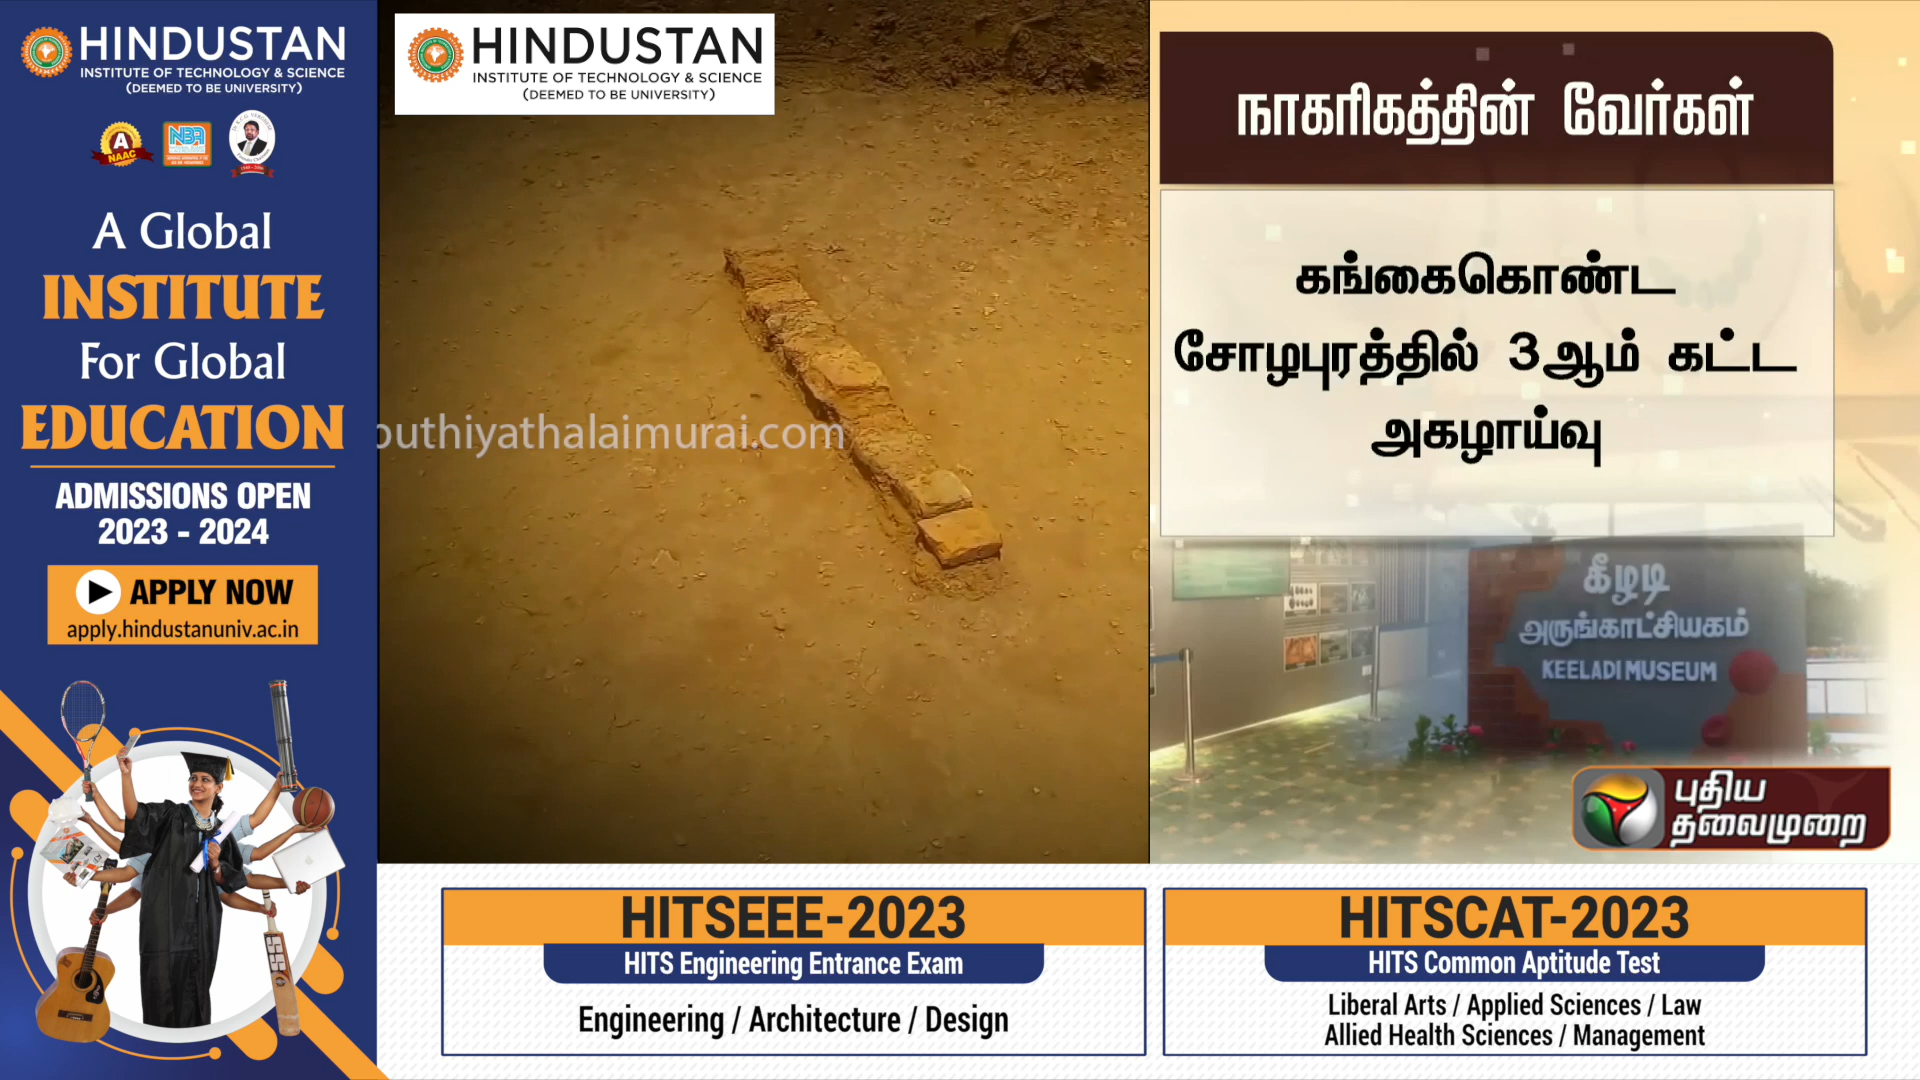 HINDUSTAN
INSTITUTE OF TECHNOLOGY & SCIENCE
(DEEMED TO BE UNIVERSITY)
A
NAAC
NBA
A Global
INSTITUTE
For Global
EDUCATION
ADMISSIONS OPEN
2023 - 2024
APPLY NOW
apply.hindustanuniv.ac.in
HINDUSTAN
INSTITUTE OF TECHNOLOGY & SCIENCE
(DEEMED TO BE UNIVERSITY)
puthiyathalaimurai.com
நாகரிகத்தின் வேர்கள்
கங்கைகொண்ட
சோழபுரத்தில் 3ஆம் கட்ட
அகழாய்வு
கீழடி
அருங்காட்சியகம்
KEELADI MUSEUM
புதிய
தலைமுறை
HITSEEE-2023
HITS Engineering Entrance Exam
Engineering / Architecture / Design
HITSCAT-2023
HITS Common Aptitude Test
Liberal Arts / Applied Sciences / Law
Allied Health Sciences / Management